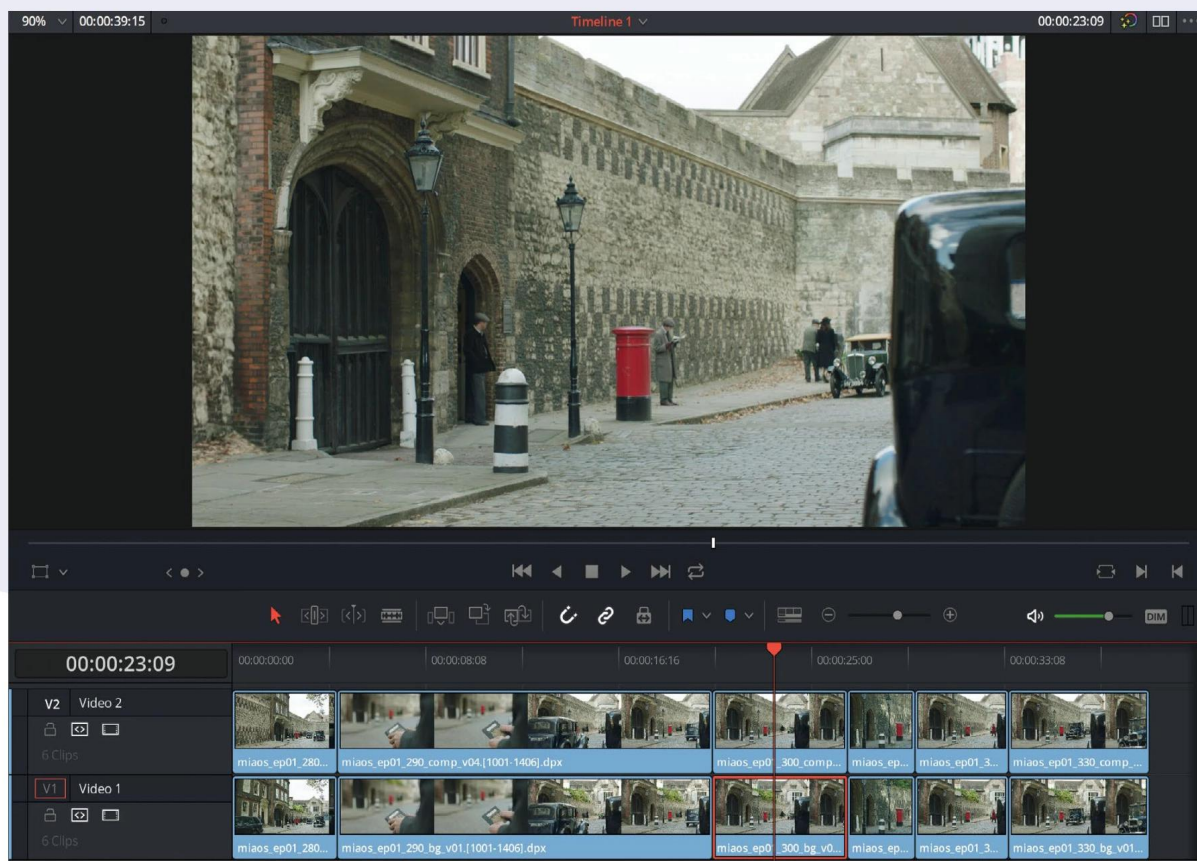 90% 00:00:39:15 Timeline 1 00:00:23:09
DIM
00:00:23:09 00:00:00:00 00:00:08:08 00:00:16:16 00:00:25:00 00:00:33:08
V2 Video 2
6 Clips
miaos_ep01_280... miaos_ep01_290_comp_v04.[1001-1406].dpx miaos_ep01_300_comp... miaos_ep... miaos_ep01_3... miaos_ep01_330_comp_...
V1 Video 1
6 Clips
miaos_ep01_280... miaos_ep01_290_bg_v01.[1001-1406].dpx miaos_ep01_300_bg_v0... miaos_ep... miaos_ep01_3... miaos_ep01_330_bg_v01...